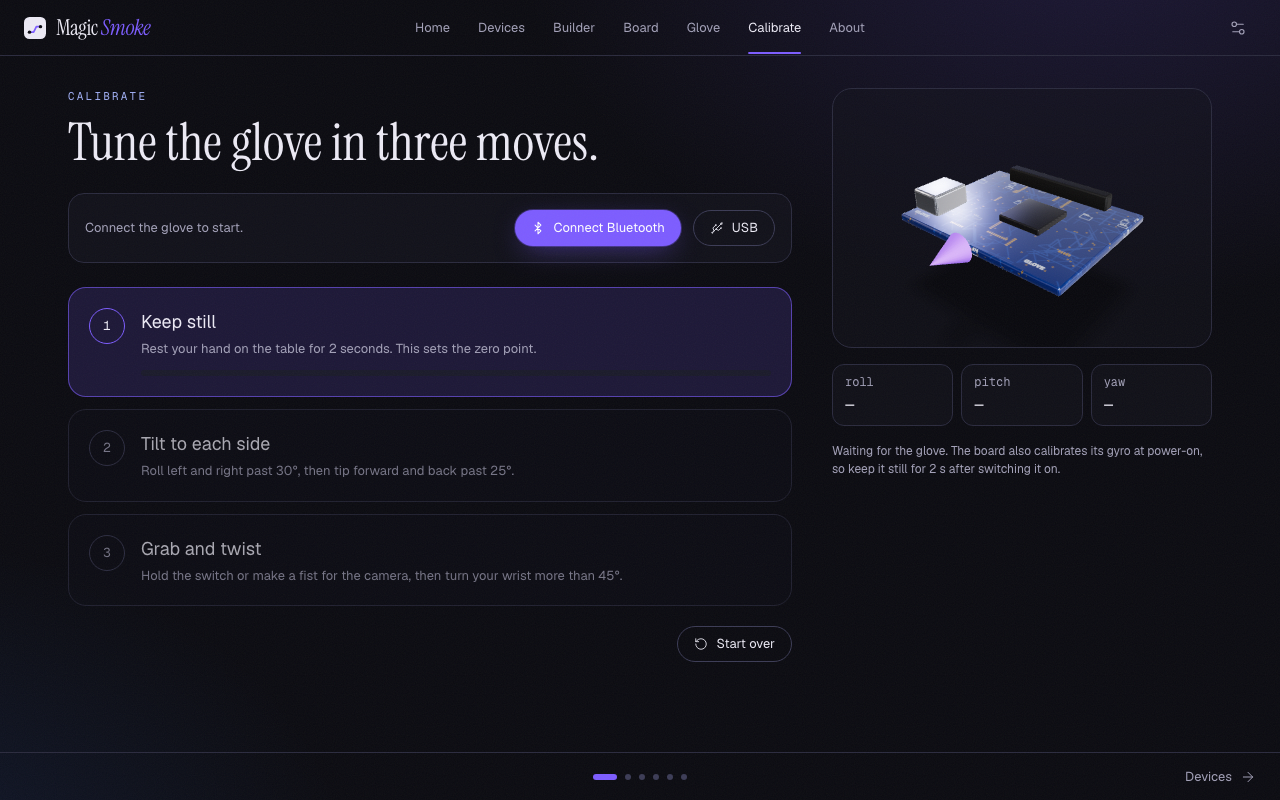 Magic Smoke
Home
Devices
Builder
Board
Glove
Calibrate
About
CALIBRATE
Tune the glove in three moves.
Connect the glove to start.
Connect Bluetooth
USB
1
Keep still
Rest your hand on the table for 2 seconds. This sets the zero point.
2
Tilt to each side
Roll left and right past 30°, then tip forward and back past 25°.
3
Grab and twist
Hold the switch or make a fist for the camera, then turn your wrist more than 45°.
Start over
roll
–
pitch
–
yaw
–
Waiting for the glove. The board also calibrates its gyro at power-on,
so keep it still for 2 s after switching it on.
Devices